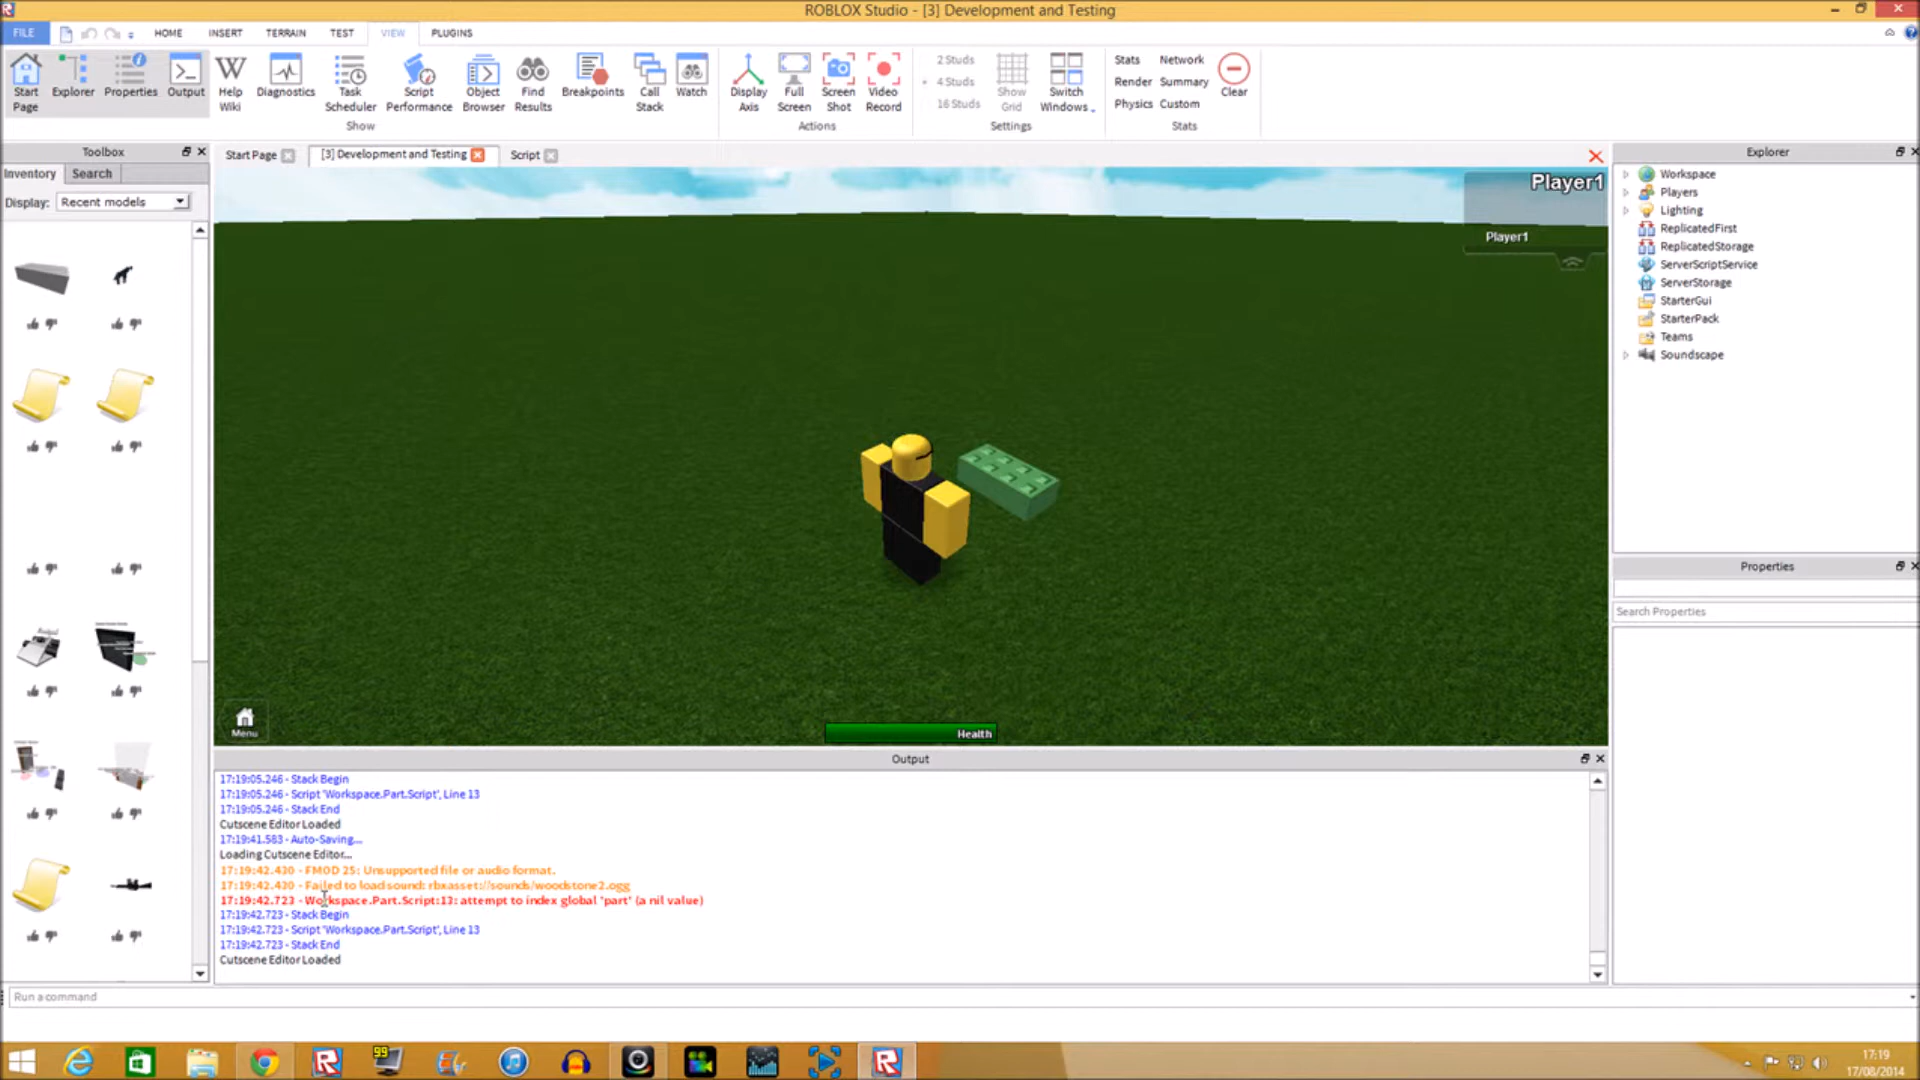 ROBLOX Studio - [3] Development and Testing
FILE
HOME
INSERT
TERRAIN
TEST
VIEW
PLUGINS
Start Page
Explorer
Properties
Output
Help Wiki
Diagnostics
Task Scheduler
Script Performance
Object Browser
Find Results
Breakpoints
Call Stack
Watch
Show
Display Axis
Full Screen
Screen Shot
Video Record
Actions
2 Studs
4 Studs
16 Studs
Show Grid
Switch Windows
Settings
Stats
Network
Render
Summary
Physics
Custom
Clear
Stats
Toolbox
Inventory
Search
Display:
Recent models
Start Page
[3] Development and Testing
Script
Player1
Player1
Menu
Health
Explorer
Workspace
Players
Lighting
ReplicatedFirst
ReplicatedStorage
ServerScriptService
ServerStorage
StarterGui
StarterPack
Teams
Soundscape
Properties
Search Properties
Output
17:19:05.246 - Stack Begin
17:19:05.246 - Script 'Workspace.Part.Script', Line 13
17:19:05.246 - Stack End
Cutscene Editor Loaded
17:19:41.583 - Auto-Saving...
Loading Cutscene Editor...
17:19:42.430 - FMOD 25: Unsupported file or audio format.
17:19:42.430 - Failed to load sound: rbxasset://sounds/woodstone2.ogg
17:19:42.723 - Workspace.Part.Script:13: attempt to index global 'part' (a nil value)
17:19:42.723 - Stack Begin
17:19:42.723 - Script 'Workspace.Part.Script', Line 13
17:19:42.723 - Stack End
Cutscene Editor Loaded
Run a command
99
17:19
17/08/2014